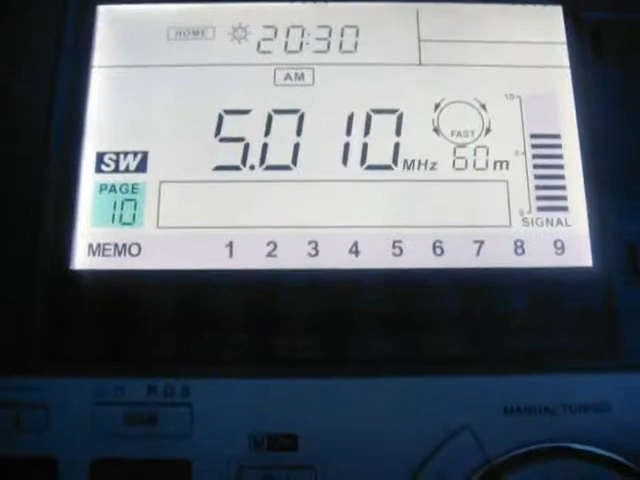 HOME 20:30
AM
SW 5.010 MHz FAST 60m
10
5
0
PAGE
10
SIGNAL
MEMO 1 2 3 4 5 6 7 8 9
R.D.S
MANUAL TUNING